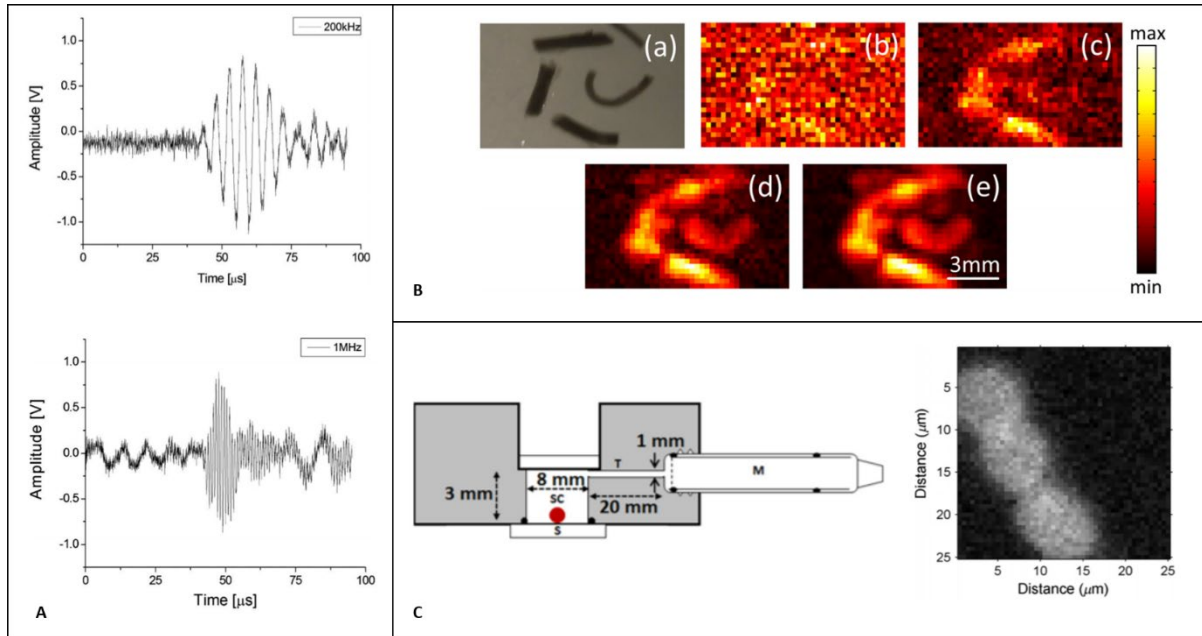 200kHz
1.0
0.5
0.0
-0.5
-1.0
Amplitude [V]
0 25 50 75 100
Time [µs]
1MHz
1.0
0.5
0.0
-0.5
-1.0
Amplitude [V]
0 25 50 75 100
Time [µs]
A
(a)
(b)
(c)
max
(d)
(e)
3mm
min
B
1 mm
T
M
8 mm
3 mm
SC
20 mm
S
C
5
10
15
20
25
Distance (µm)
5 10 15 20 25
Distance (µm)